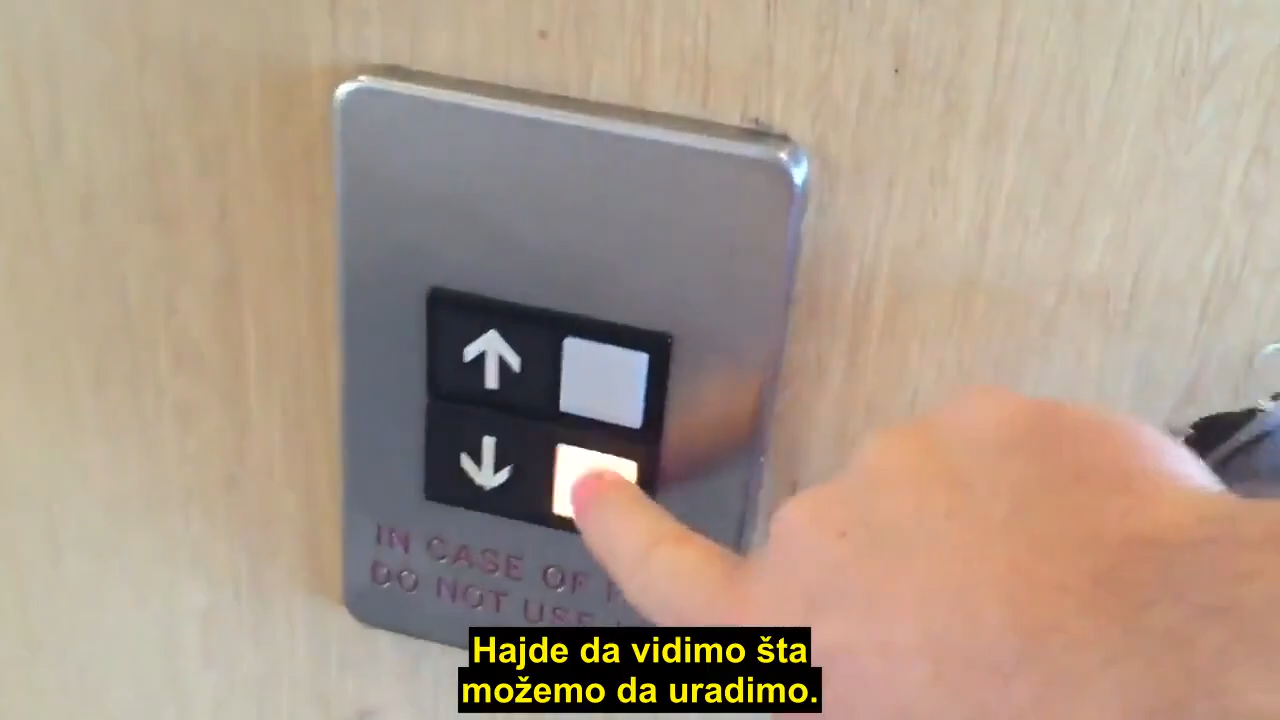 IN CASE OF
DO NOT USE
Hajde da vidimo šta
možemo da uradimo.